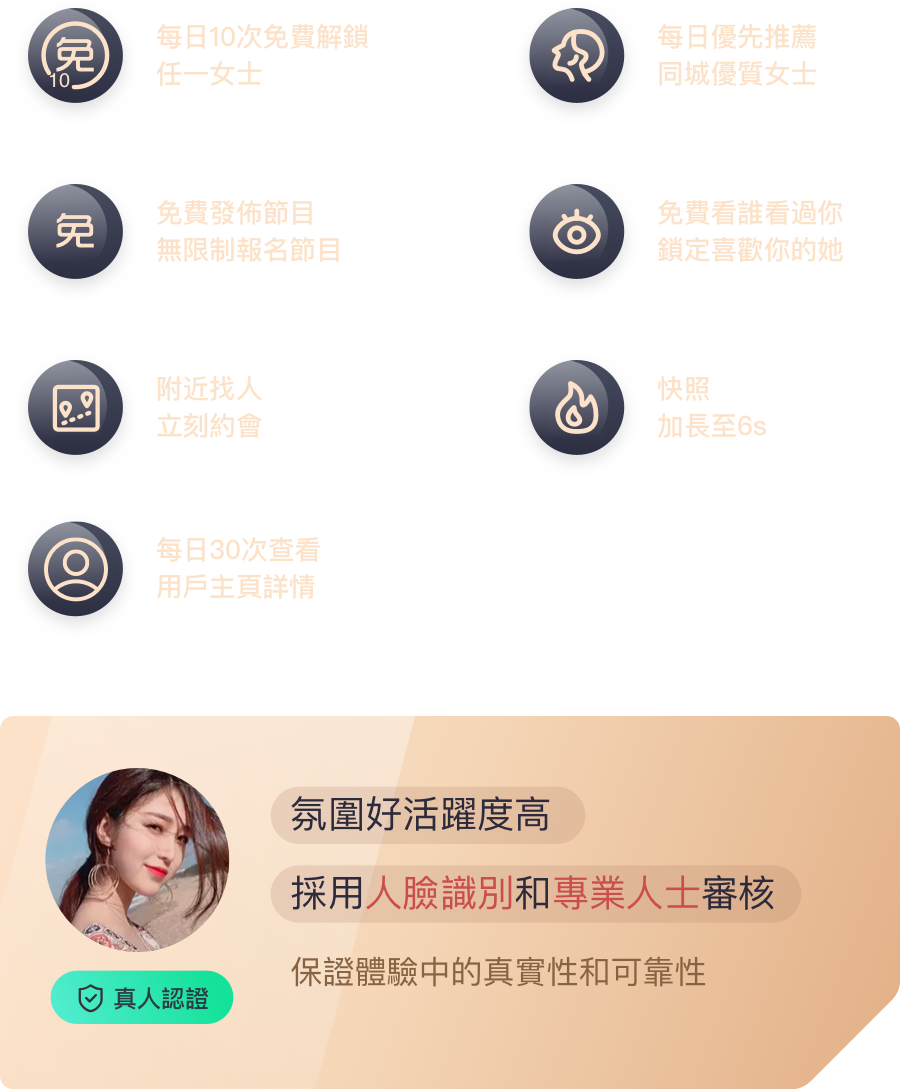 免
10
每日10次免費解鎖
任一女士
每日優先推薦
同城優質女士
免
免費發佈節目
無限制報名節目
免費看誰看過你
鎖定喜歡你的她
附近找人
立刻約會
快照
加長至6s
每日30次查看
用戶主頁詳情
氛圍好活躍度高
採用人臉識別和專業人士審核
保證體驗中的真實性和可靠性
真人認證